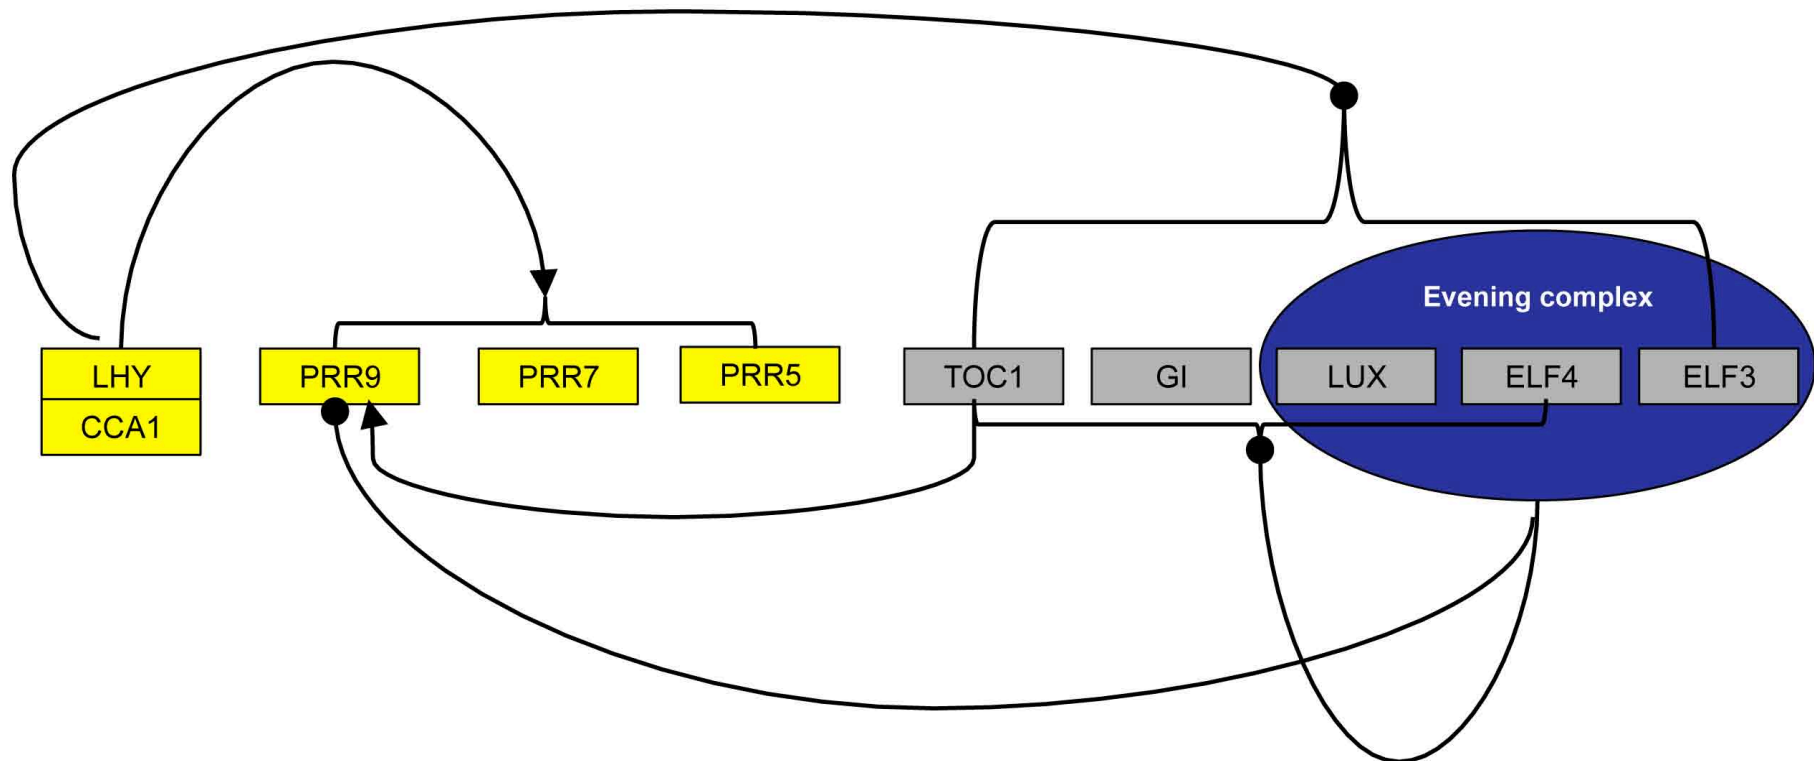 Evening complex
LHY
CCA1
PRR9
PRR7
PRR5
TOC1
GI
LUX
ELF4
ELF3